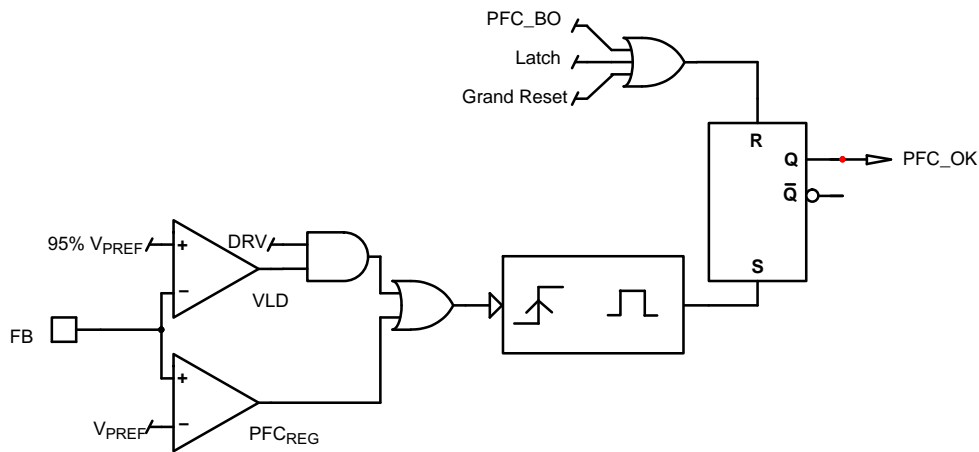 PFC_BO
Latch
Grand Reset
R
Q
PFC_OK
Q̅
S
95% VPREF
+
−
DRV
VLD
FB
+
−
VPREF
PFCREG